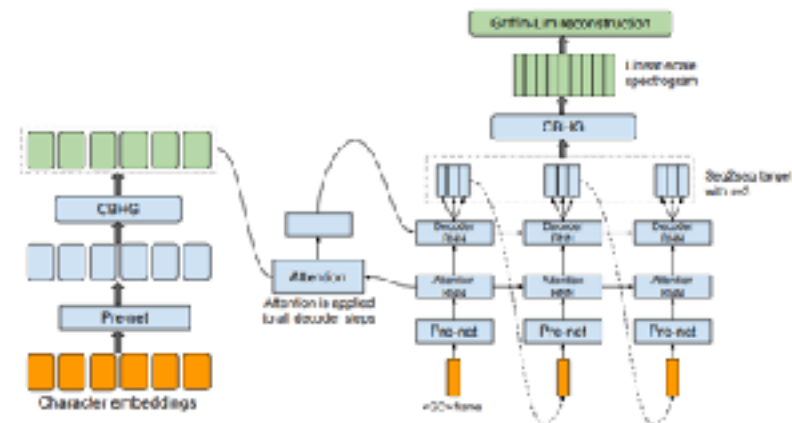 Griffin-Lim reconstruction
Linear-scale
spectrogram
CBHG
Seq2seq target
with r=3
CBHG
Decoder
RNN
Decoder
RNN
Decoder
RNN
Attention
Attention
RNN
Attention
RNN
Attention
RNN
Attention is applied
to all decoder steps
Pre-net
Pre-net
Pre-net
Pre-net
<GO> frame
Character embeddings